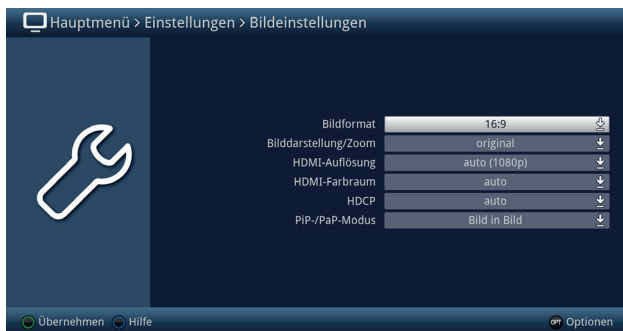 Hauptmenü > Einstellungen > Bildeinstellungen
Bildformat 16:9
Bilddarstellung/Zoom original
HDMI-Auflösung auto (1080p)
HDMI-Farbraum auto
HDCP auto
PiP-/PaP-Modus Bild in Bild
Übernehmen Hilfe OPT Optionen